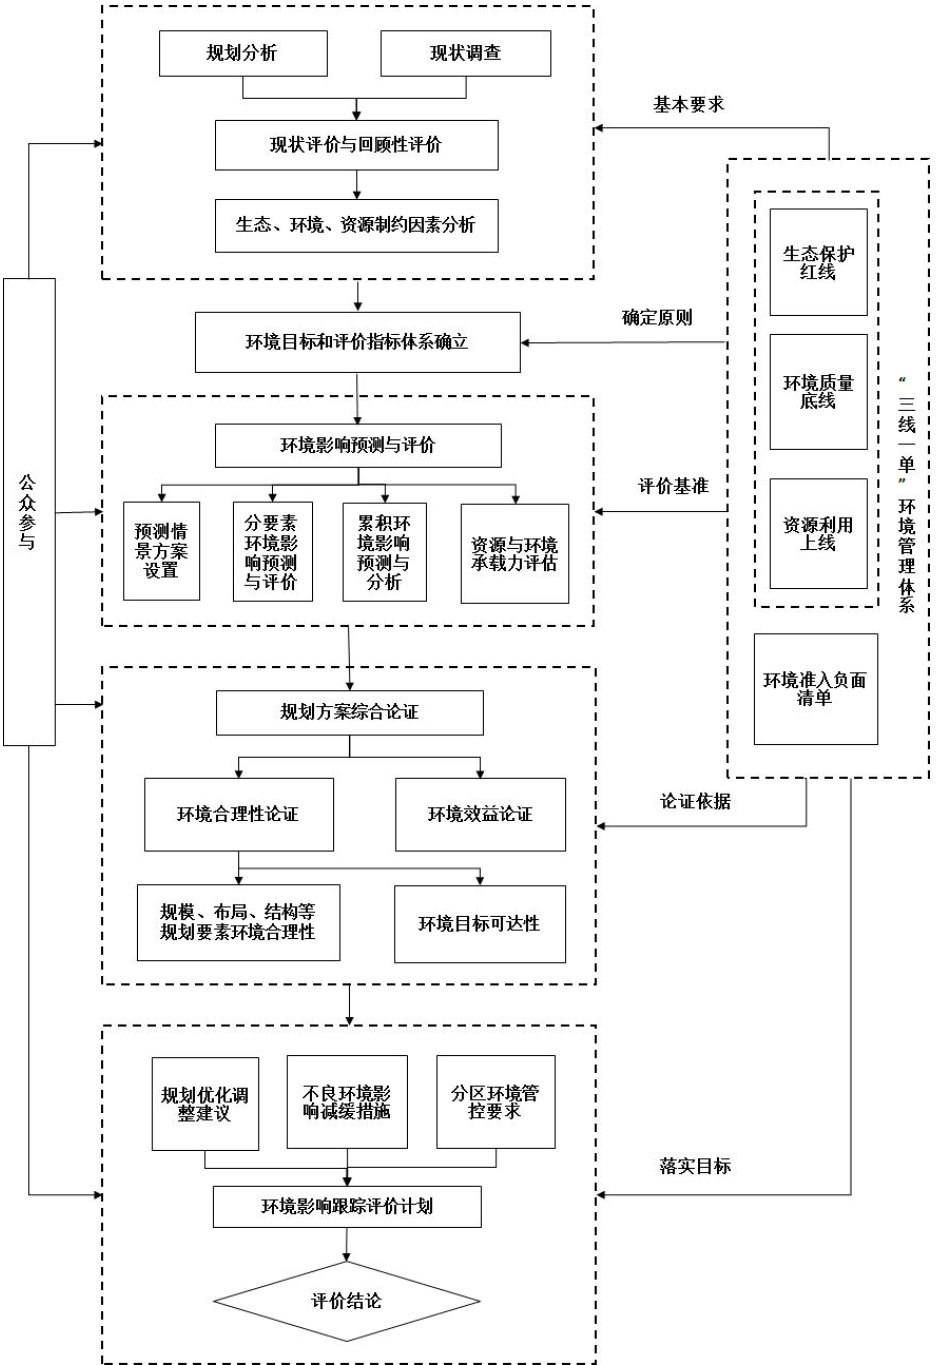 规划分析
现状调查
基本要求
现状评价与回顾性评价
生态、环境、资源制约因素分析
生态保护
红线
确定原则
环境目标和评价指标体系确立
环境质量
底线
“三线一单”环境管理体系
公众参与
环境影响预测与评价
评价基准
预测情
景方案
设置
分要素
环境影
响预测
与评价
累积环
境影响
预测与
分析
资源与环境
承载力评估
资源利用
上线
环境准入负面
清单
规划方案综合论证
论证依据
环境合理性论证
环境效益论证
规模、布局、结构等
规划要素环境合理性
环境目标可达性
规划优化调
整建议
不良环境影
响减缓措施
分区环境管
控要求
落实目标
环境影响跟踪评价计划
评价结论